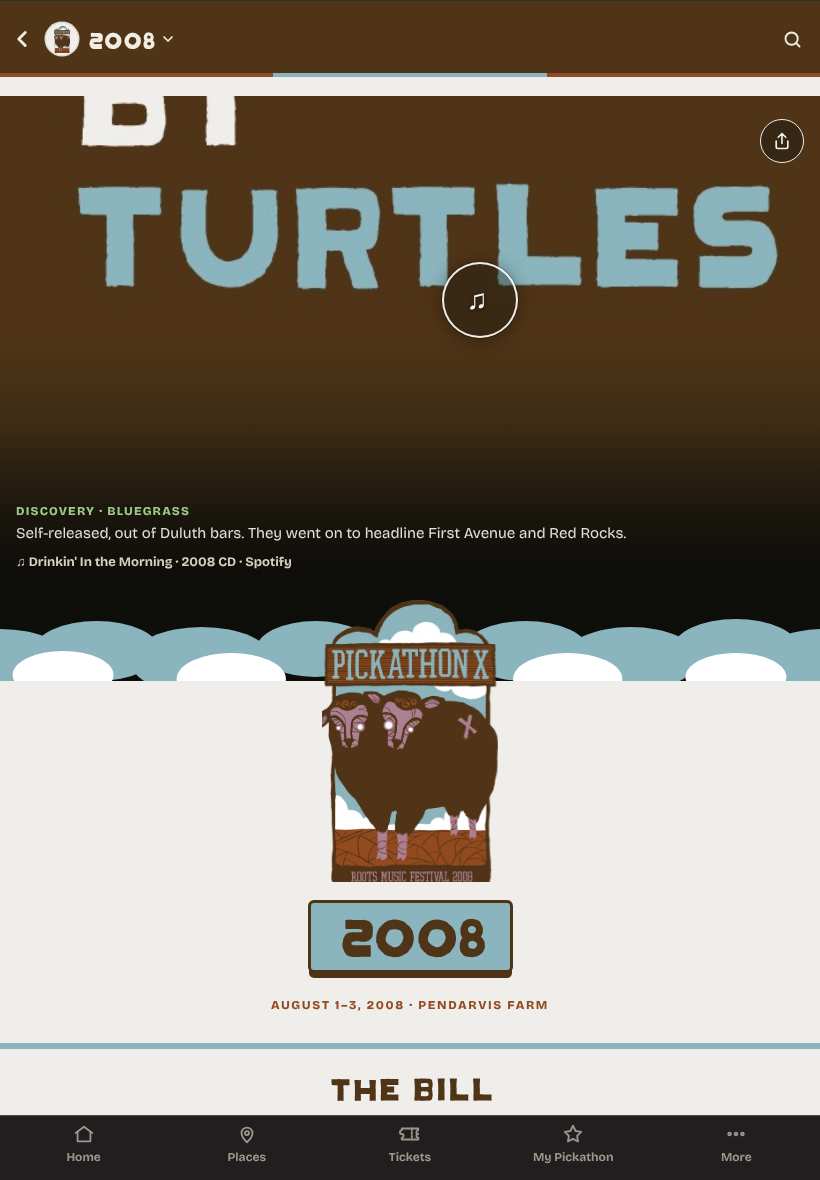 2008
BY
TURTLES
DISCOVERY · BLUEGRASS
Self-released, out of Duluth bars. They went on to headline First Avenue and Red Rocks.
♫ Drinkin' In the Morning · 2008 CD · Spotify
PICKATHON X
ROOTS MUSIC FESTIVAL 2008
2008
AUGUST 1–3, 2008 · PENDARVIS FARM
THE BILL
Home
Places
Tickets
My Pickathon
More